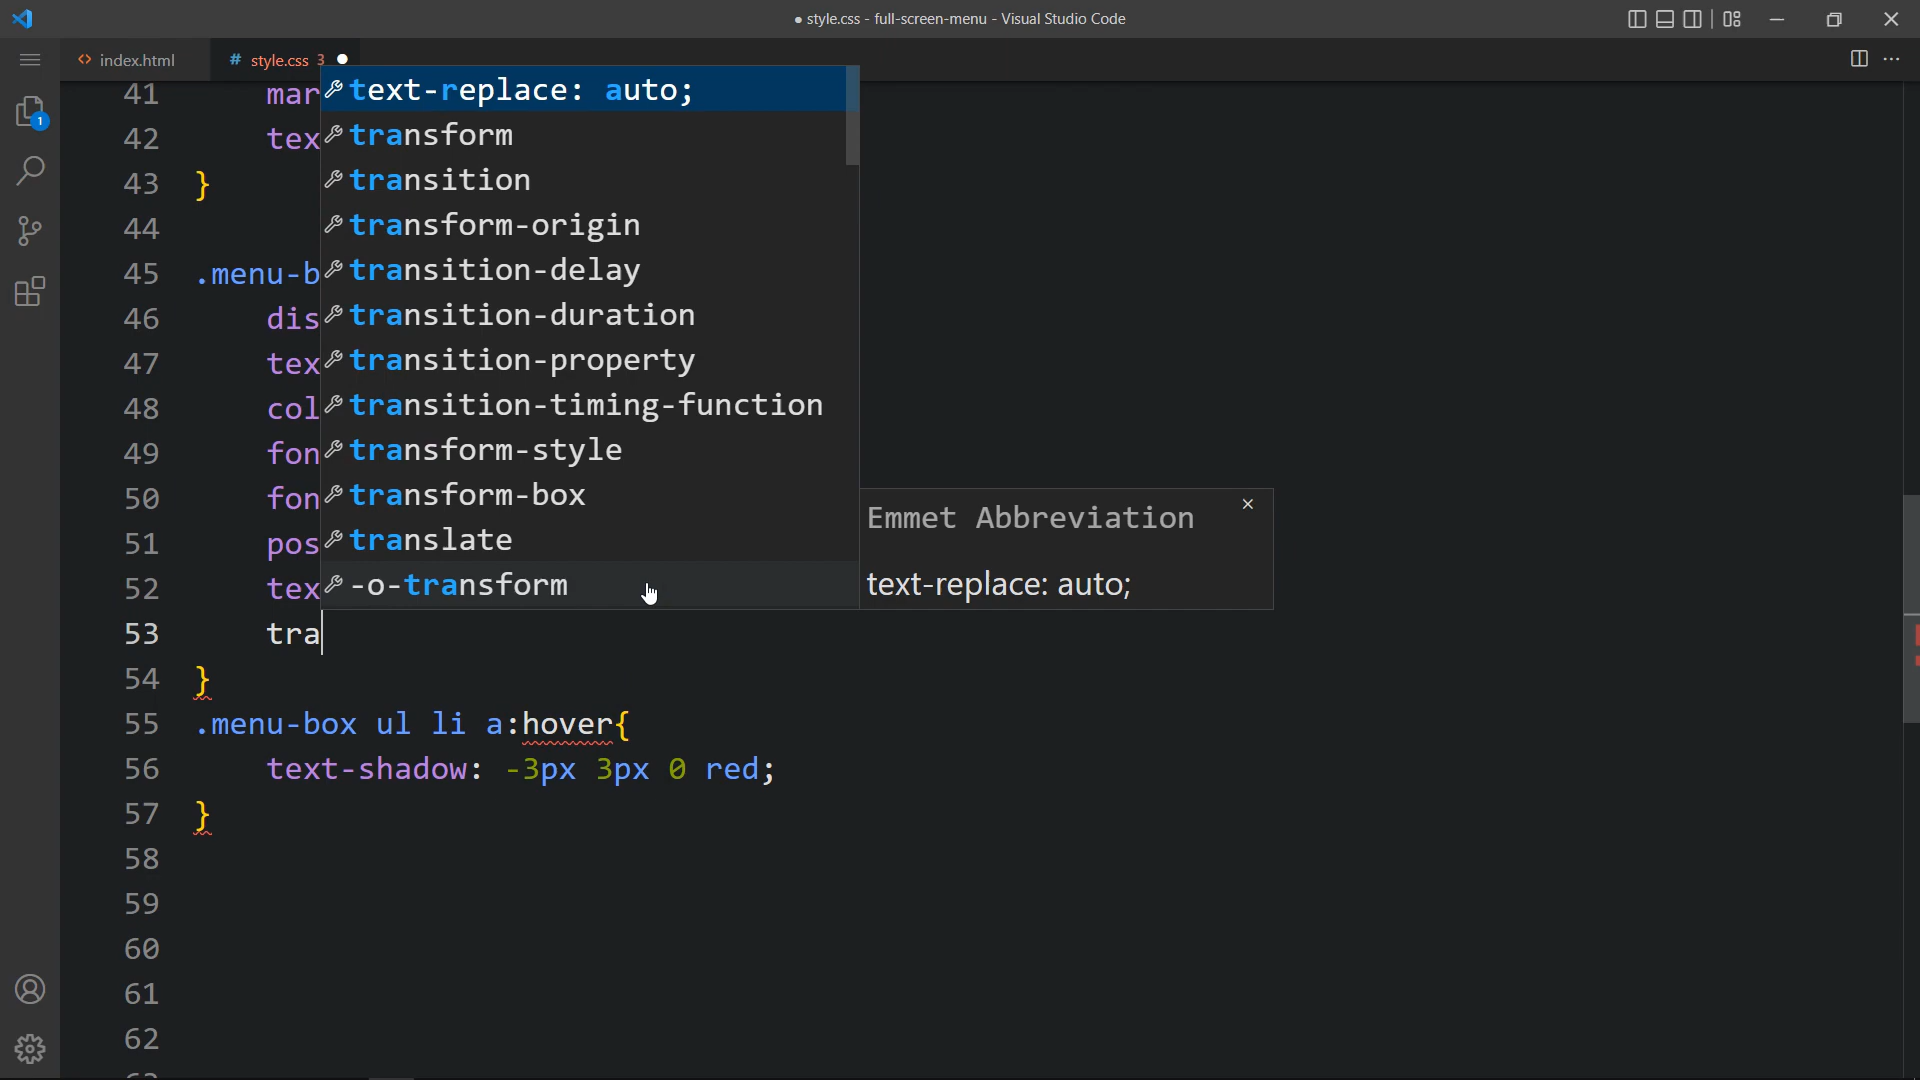 ● style.css - full-screen-menu - Visual Studio Code
<> index.html
# style.css 3
41 mar
42 tex
43 }
44
45 .menu-b
46 dis
47 tex
48 col
49 fon
50 fon
51 pos
52 tex
53 tra
54 }
55 .menu-box ul li a:hover{
56 text-shadow: -3px 3px 0 red;
57 }
58
59
60
61
62
text-replace: auto;
transform
transition
transform-origin
transition-delay
transition-duration
transition-property
transition-timing-function
transform-style
transform-box
translate
-o-transform
Emmet Abbreviation
text-replace: auto;
1